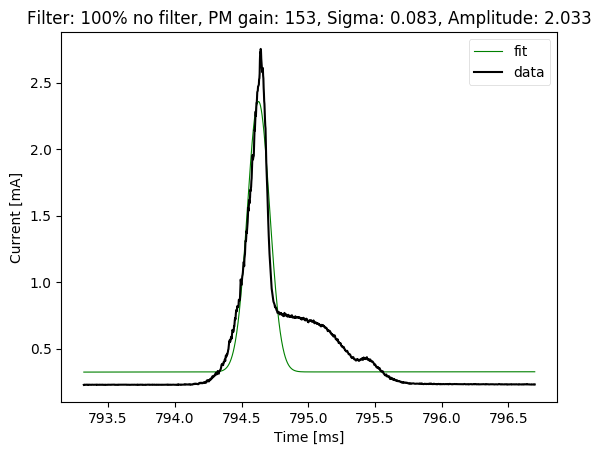 Filter: 100% no filter, PM gain: 153, Sigma: 0.083, Amplitude: 2.033
fit
data
2.5
2.0
1.5
1.0
0.5
Current [mA]
793.5 794.0 794.5 795.0 795.5 796.0 796.5
Time [ms]